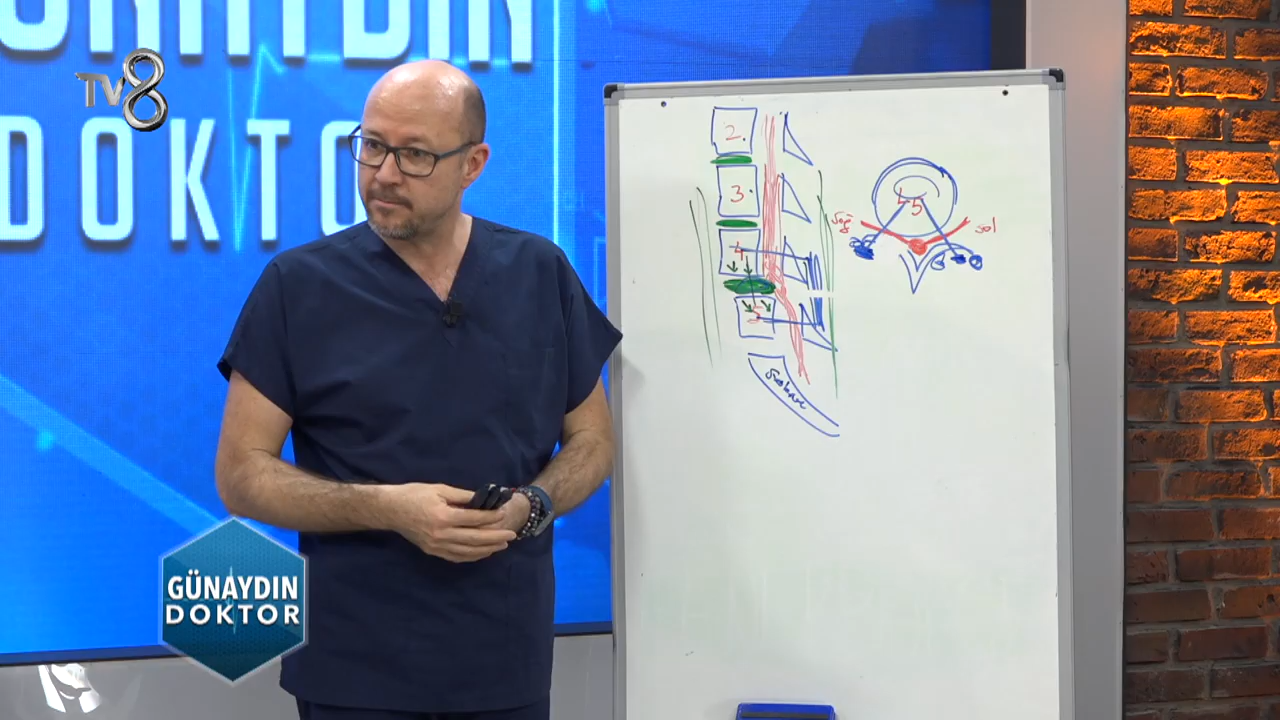 GÜNAYDIN
DOKTOR
TV8
2.
3.
4
5
L5
sağ
sol
GÜNAYDIN
DOKTOR